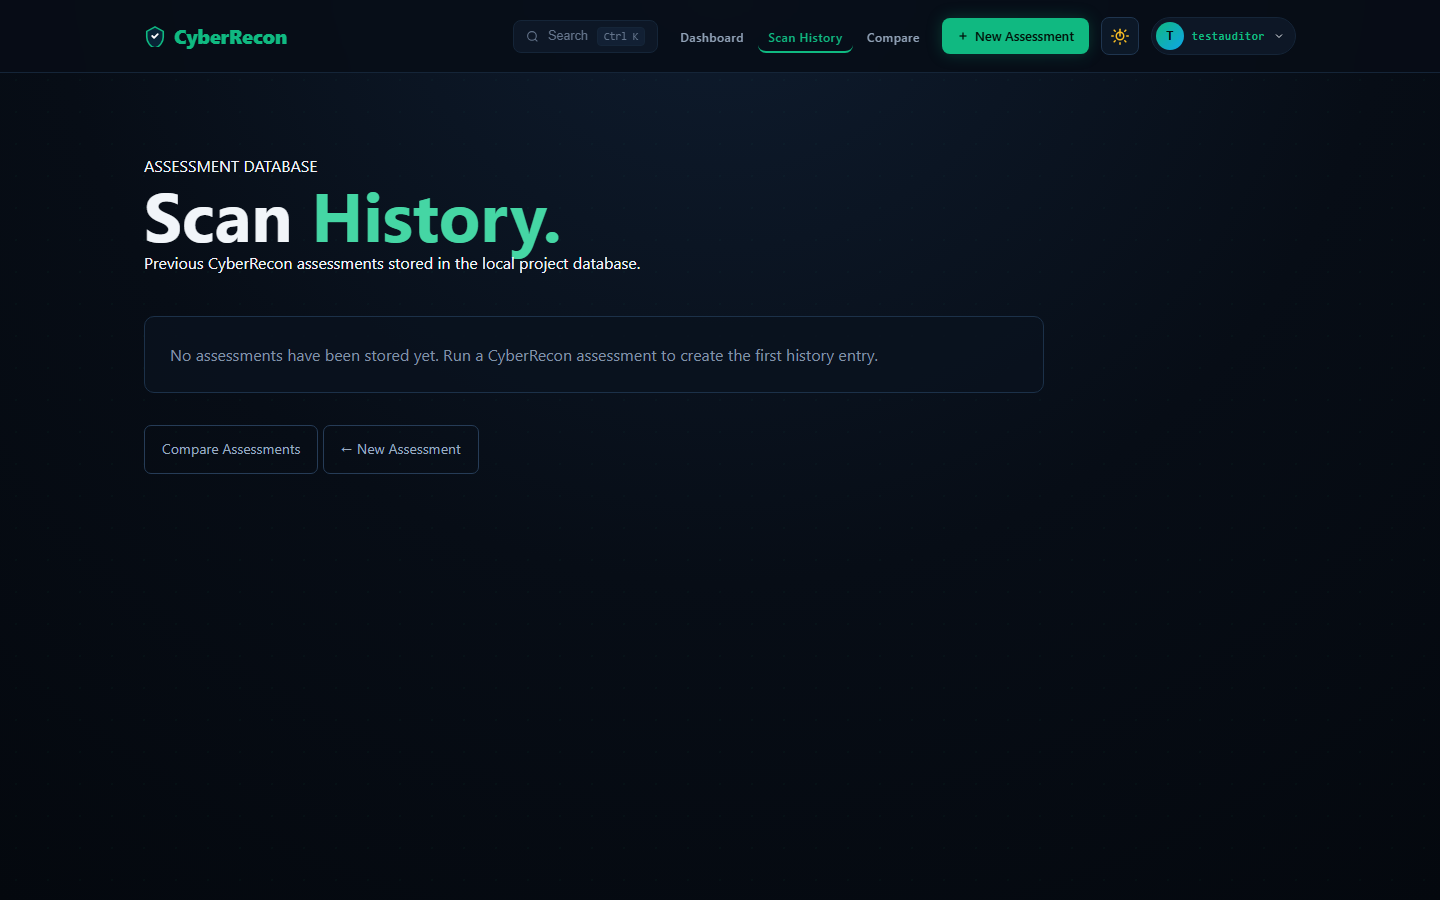 CyberRecon
Search Ctrl K
Dashboard
Scan History
Compare
+ New Assessment
T testauditor
ASSESSMENT DATABASE
Scan History.
Previous CyberRecon assessments stored in the local project database.
No assessments have been stored yet. Run a CyberRecon assessment to create the first history entry.
Compare Assessments
← New Assessment